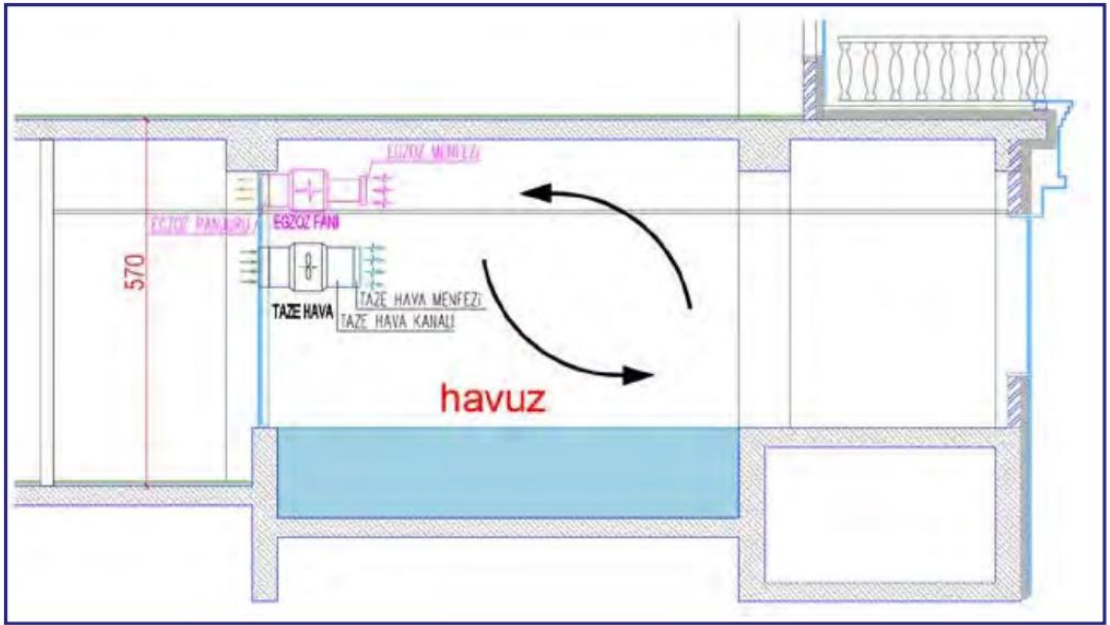 EGZOZ MENFEZİ
EGZOZ PANJURU
EGZOZ FANI
570
TAZE HAVA
TAZE HAVA MENFEZİ
TAZE HAVA KANALI
havuz